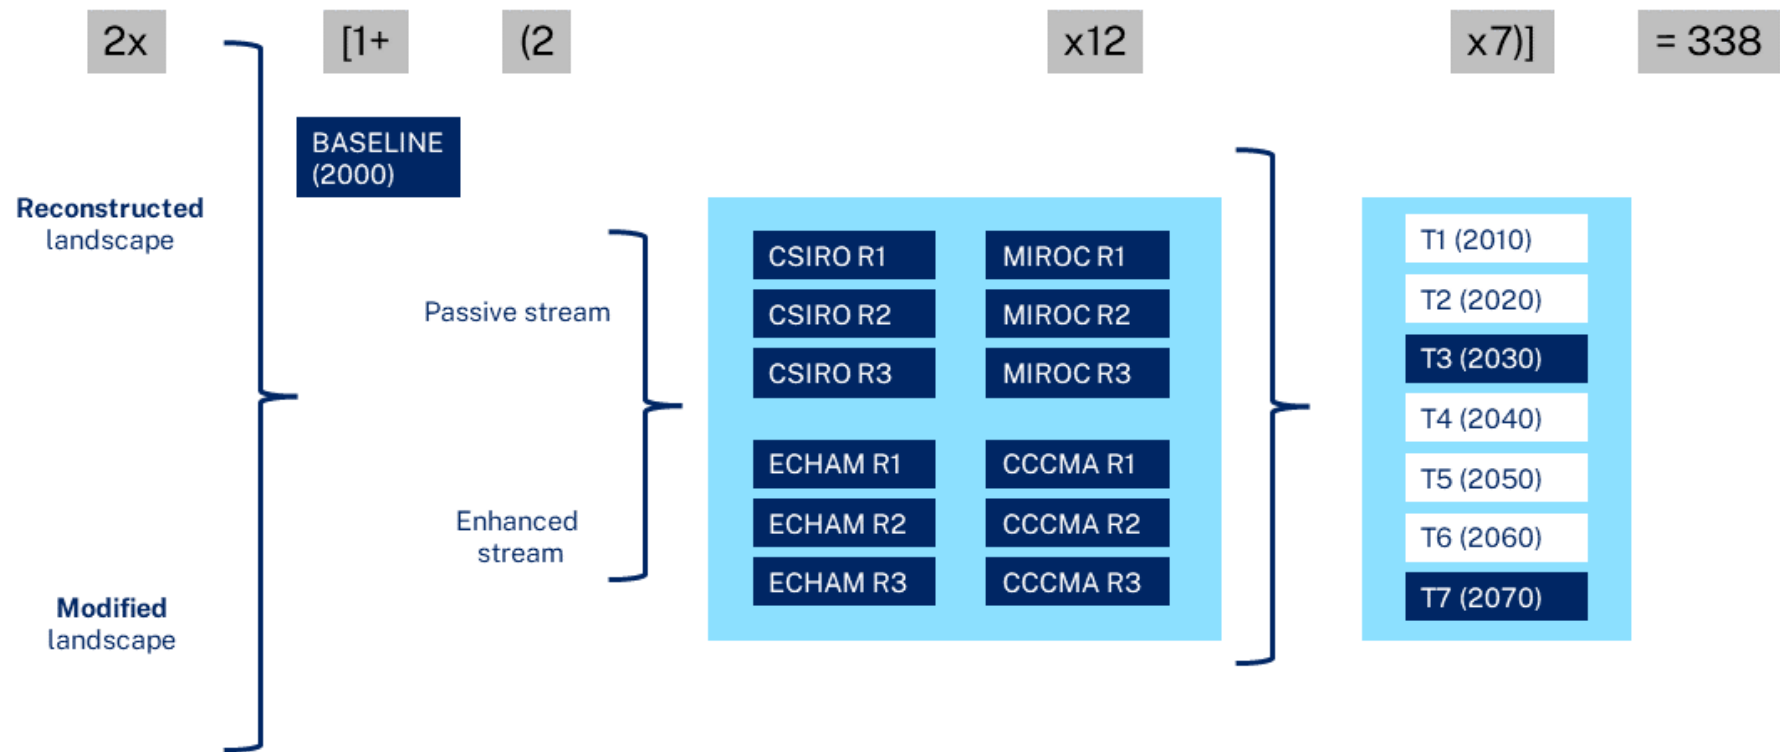 2x [1+ (2 x12 x7)] = 338
BASELINE
(2000)
Reconstructed
landscape
Modified
landscape
Passive stream
Enhanced
stream
CSIRO R1
CSIRO R2
CSIRO R3
MIROC R1
MIROC R2
MIROC R3
ECHAM R1
ECHAM R2
ECHAM R3
CCCMA R1
CCCMA R2
CCCMA R3
T1 (2010)
T2 (2020)
T3 (2030)
T4 (2040)
T5 (2050)
T6 (2060)
T7 (2070)